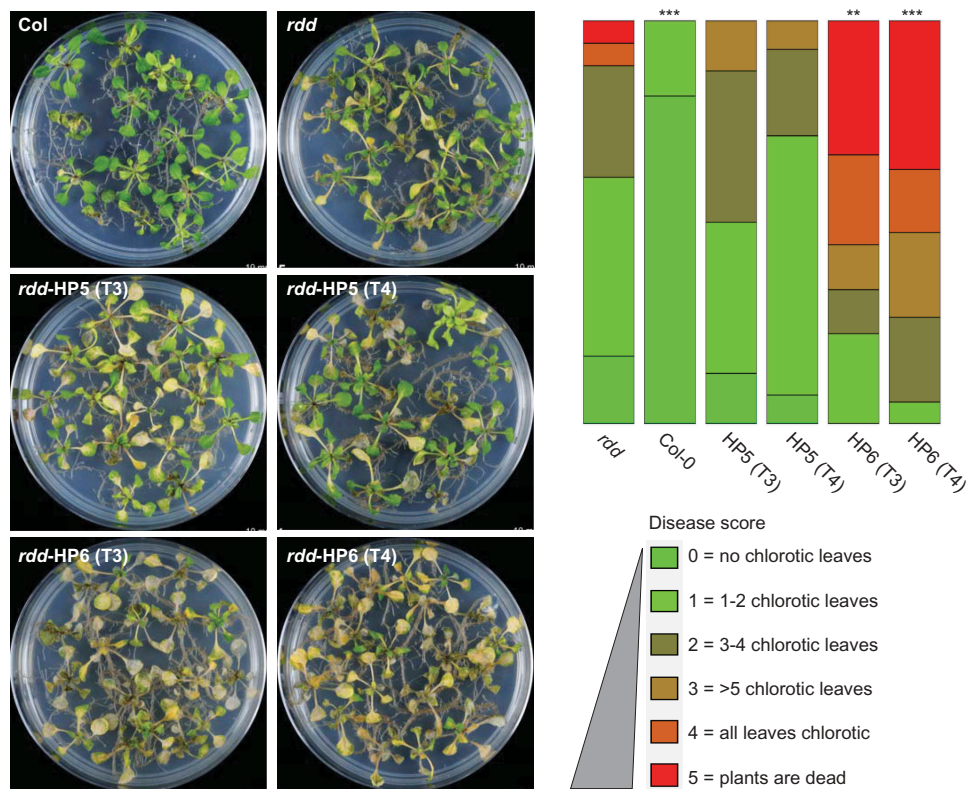 Col
rdd
rdd-HP5 (T3)
rdd-HP5 (T4)
rdd-HP6 (T3)
rdd-HP6 (T4)
***
**
***
rdd
Col-0
HP5 (T3)
HP5 (T4)
HP6 (T3)
HP6 (T4)
Disease score
0 = no chlorotic leaves
1 = 1-2 chlorotic leaves
2 = 3-4 chlorotic leaves
3 = >5 chlorotic leaves
4 = all leaves chlorotic
5 = plants are dead